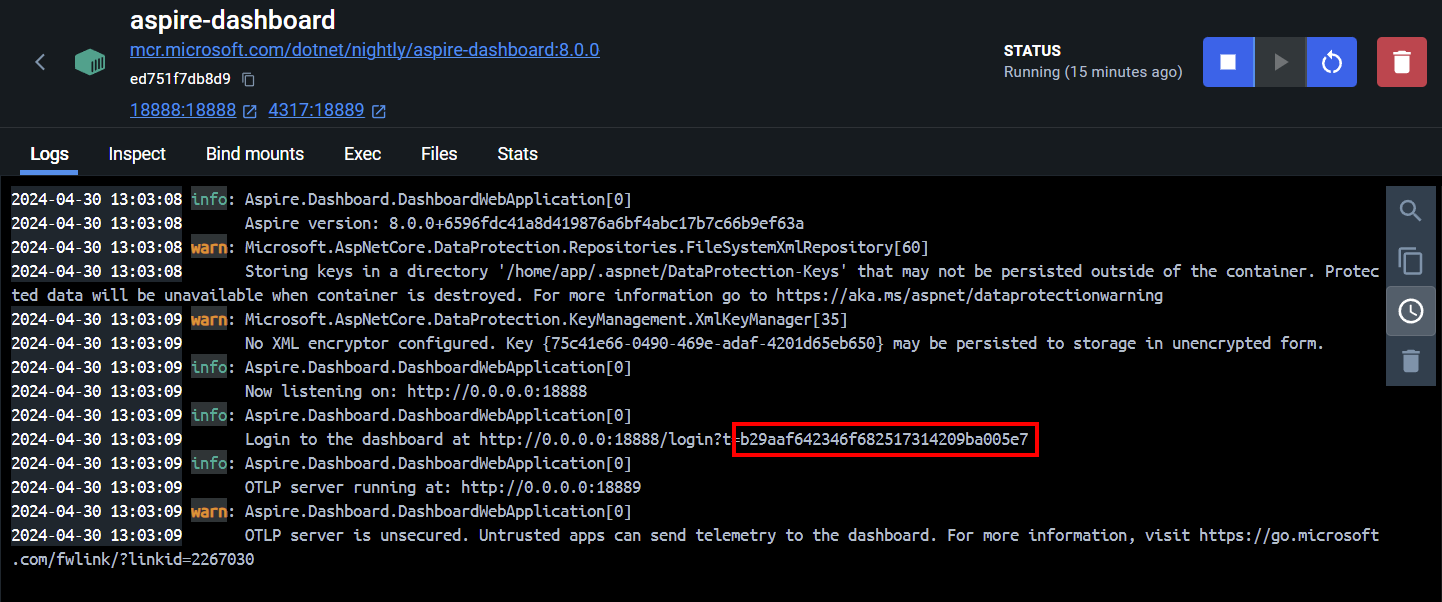 aspire-dashboard
mcr.microsoft.com/dotnet/nightly/aspire-dashboard:8.0.0
ed751f7db8d9
18888:18888 4317:18889
STATUS
Running (15 minutes ago)
Logs Inspect Bind mounts Exec Files Stats
2024-04-30 13:03:08 info: Aspire.Dashboard.DashboardWebApplication[0]
2024-04-30 13:03:08 Aspire version: 8.0.0+6596fdc41a8d419876a6bf4abc17b7c66b9ef63a
2024-04-30 13:03:08 warn: Microsoft.AspNetCore.DataProtection.Repositories.FileSystemXmlRepository[60]
2024-04-30 13:03:08 Storing keys in a directory '/home/app/.aspnet/DataProtection-Keys' that may not be persisted outside of the container. Protec
ted data will be unavailable when container is destroyed. For more information go to https://aka.ms/aspnet/dataprotectionwarning
2024-04-30 13:03:09 warn: Microsoft.AspNetCore.DataProtection.KeyManagement.XmlKeyManager[35]
2024-04-30 13:03:09 No XML encryptor configured. Key {75c41e66-0490-469e-adaf-4201d65eb650} may be persisted to storage in unencrypted form.
2024-04-30 13:03:09 info: Aspire.Dashboard.DashboardWebApplication[0]
2024-04-30 13:03:09 Now listening on: http://0.0.0.0:18888
2024-04-30 13:03:09 info: Aspire.Dashboard.DashboardWebApplication[0]
2024-04-30 13:03:09 Login to the dashboard at http://0.0.0.0:18888/login?t=b29aaf642346f682517314209ba005e7
2024-04-30 13:03:09 info: Aspire.Dashboard.DashboardWebApplication[0]
2024-04-30 13:03:09 OTLP server running at: http://0.0.0.0:18889
2024-04-30 13:03:09 warn: Aspire.Dashboard.DashboardWebApplication[0]
2024-04-30 13:03:09 OTLP server is unsecured. Untrusted apps can send telemetry to the dashboard. For more information, visit https://go.microsoft
.com/fwlink/?linkid=2267030